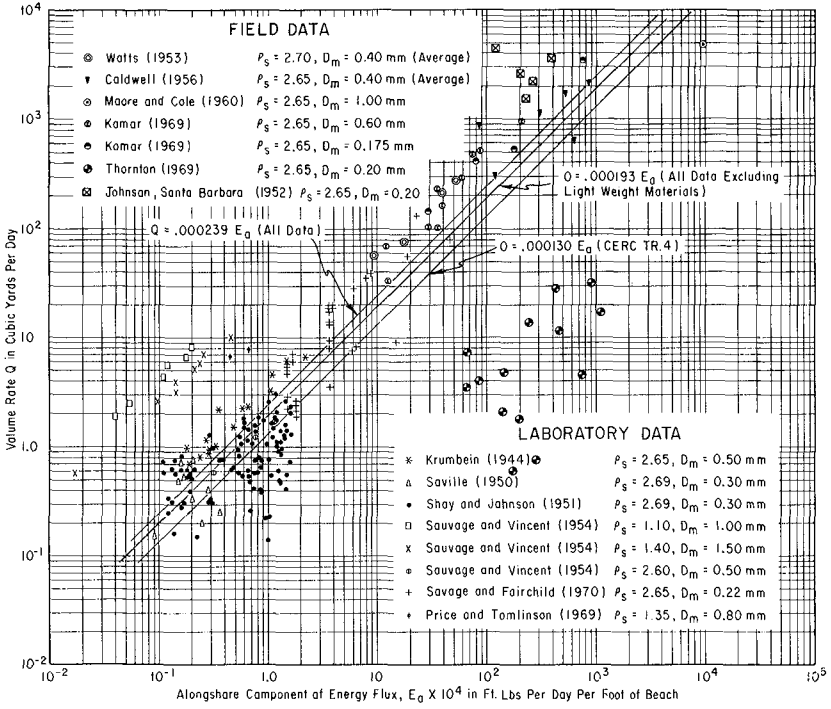 10⁴
10³
10²
10
1.0
10⁻¹
10⁻²
Volume Rate Q in Cubic Yards Per Day
FIELD DATA
Watts (1953) ρs = 2.70, Dm = 0.40 mm (Average)
Caldwell (1956) ρs = 2.65, Dm = 0.40 mm (Average)
Moore and Cole (1960) ρs = 2.65, Dm = 1.00 mm
Komar (1969) ρs = 2.65, Dm = 0.60 mm
Komar (1969) ρs = 2.65, Dm = 0.175 mm
Thornton (1969) ρs = 2.65, Dm = 0.20 mm
Johnson, Santa Barbara (1952) ρs = 2.65, Dm = 0.20
Q = .000193 Ea (All Data Excluding
Light Weight Materials)
Q = .000239 Ea (All Data)
Q = .000130 Ea (CERC TR.4)
LABORATORY DATA
Krumbein (1944) ρs = 2.65, Dm = 0.50 mm
Saville (1950) ρs = 2.69, Dm = 0.30 mm
Shay and Johnson (1951) ρs = 2.69, Dm = 0.30 mm
Sauvage and Vincent (1954) ρs = 1.10, Dm = 1.00 mm
Sauvage and Vincent (1954) ρs = 1.40, Dm = 1.50 mm
Sauvage and Vincent (1954) ρs = 2.60, Dm = 0.50 mm
Savage and Fairchild (1970) ρs = 2.65, Dm = 0.22 mm
Price and Tomlinson (1969) ρs = 1.35, Dm = 0.80 mm
10⁻² 10⁻¹ 1.0 10 10² 10³ 10⁴ 10⁵
Alongshore Component of Energy Flux, Ea X 10⁴ in Ft. Lbs Per Day Per Foot of Beach